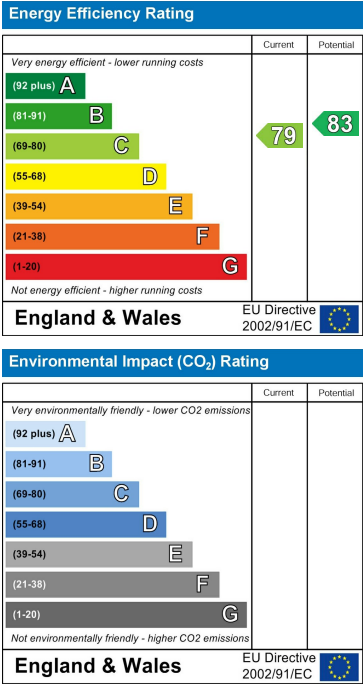 Energy Efficiency Rating
Current Potential
Very energy efficient - lower running costs
(92 plus) A
(81-91) B
(69-80) C
79 83
(55-68) D
(39-54) E
(21-38) F
(1-20) G
Not energy efficient - higher running costs
England & Wales
EU Directive
2002/91/EC
Environmental Impact (CO₂) Rating
Current Potential
Very environmentally friendly - lower CO2 emissions
(92 plus) A
(81-91) B
(69-80) C
(55-68) D
(39-54) E
(21-38) F
(1-20) G
Not environmentally friendly - higher CO2 emissions
England & Wales
EU Directive
2002/91/EC